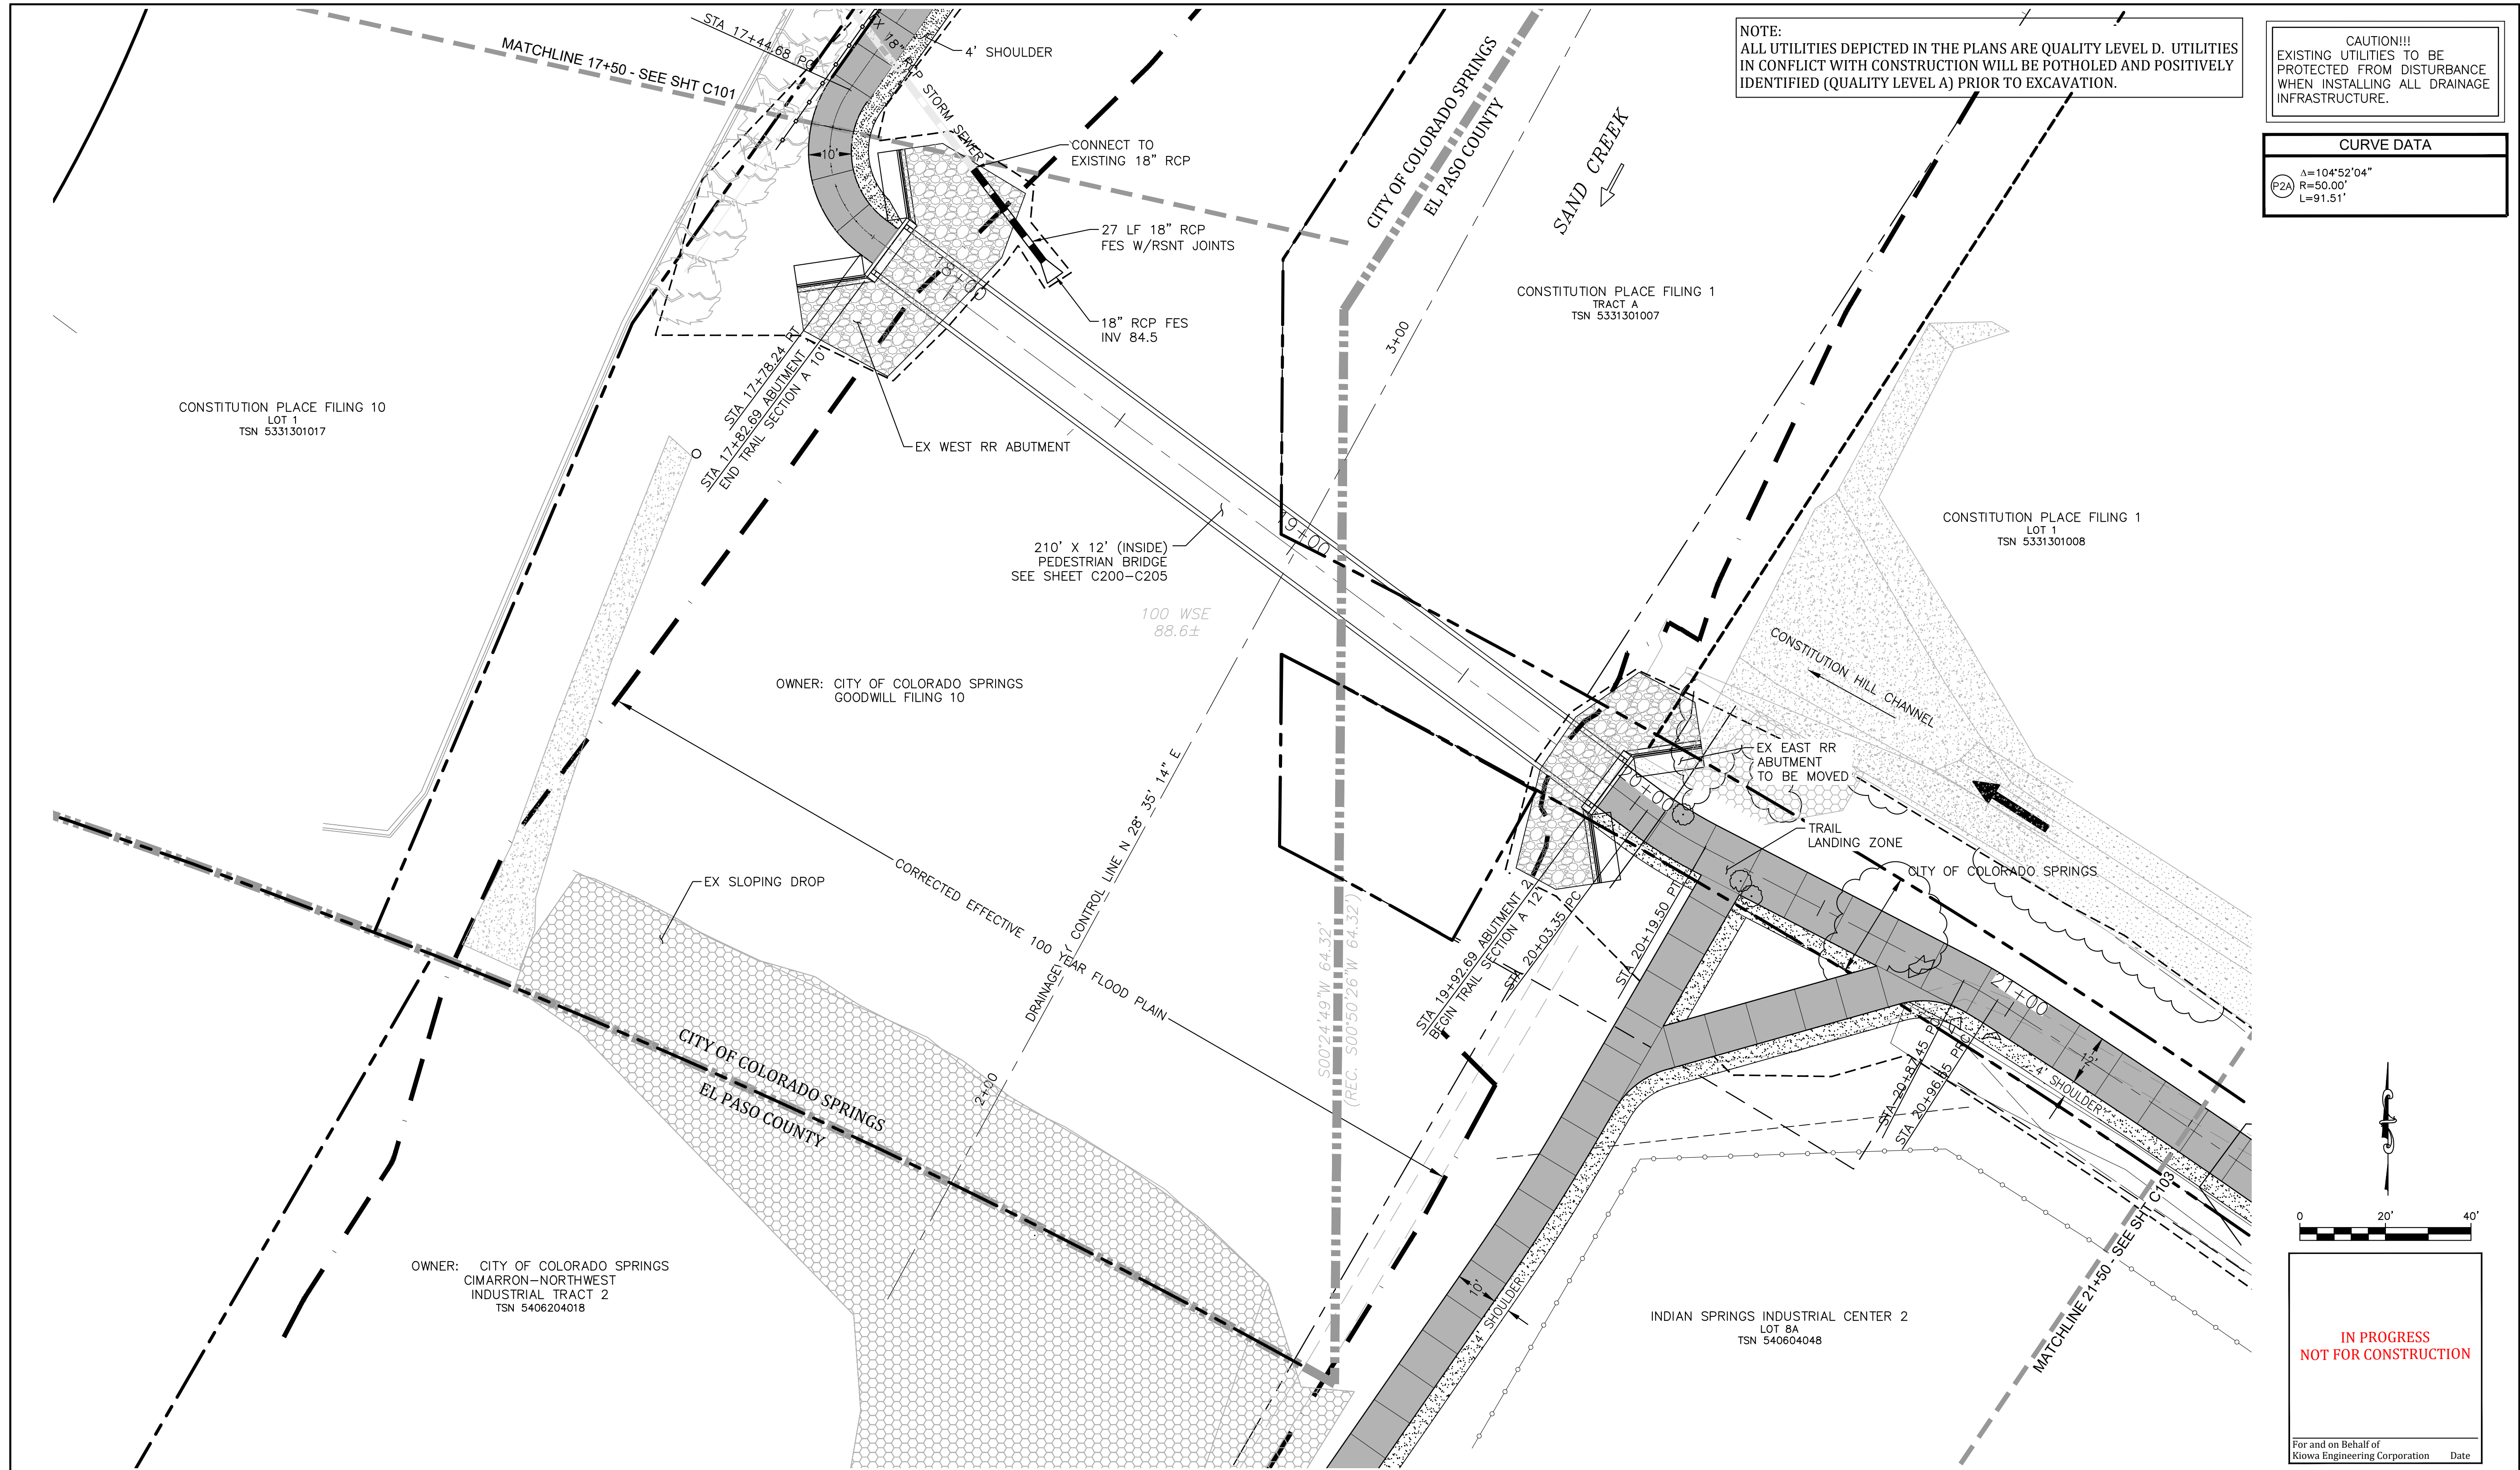 STA 17+44.68 PC
MATCHLINE 17+50 - SEE SHT C101
EX 18" RCP STORM SEWER
4' SHOULDER
10'
CONNECT TO
EXISTING 18" RCP
27 LF 18" RCP
FES W/RSNT JOINTS
18" RCP FES
INV 84.5
18+00
STA 17+78.24 RT
STA 17+82.69 ABUTMENT
END TRAIL SECTION A 10'
EX WEST RR ABUTMENT
CONSTITUTION PLACE FILING 10
LOT 1
TSN 5331301017
CITY OF COLORADO SPRINGS
EL PASO COUNTY
SAND CREEK
NOTE:
ALL UTILITIES DEPICTED IN THE PLANS ARE QUALITY LEVEL D. UTILITIES
IN CONFLICT WITH CONSTRUCTION WILL BE POTHOLED AND POSITIVELY
IDENTIFIED (QUALITY LEVEL A) PRIOR TO EXCAVATION.
CAUTION!!!
EXISTING UTILITIES TO BE
PROTECTED FROM DISTURBANCE
WHEN INSTALLING ALL DRAINAGE
INFRASTRUCTURE.
CURVE DATA
P2A
Δ=104°52'04"
R=50.00'
L=91.51'
CONSTITUTION PLACE FILING 1
TRACT A
TSN 5331301007
3+00
19+00
CONSTITUTION PLACE FILING 1
LOT 1
TSN 5331301008
210' X 12' (INSIDE)
PEDESTRIAN BRIDGE
SEE SHEET C200-C205
100 WSE
88.6±
OWNER: CITY OF COLORADO SPRINGS
GOODWILL FILING 10
CONSTITUTION HILL CHANNEL
EX EAST RR
ABUTMENT
TO BE MOVED
20+00
TRAIL
LANDING ZONE
CITY OF COLORADO SPRINGS
EX SLOPING DROP
CORRECTED EFFECTIVE 100 YEAR FLOOD PLAIN
DRAINAGEWAY CONTROL LINE N 28° 35' 14" E
2+00
S00°24'49"W 64.32'
(REC. S00°50'26"W 64.32')
STA 19+92.69 ABUTMENT 2
BEGIN TRAIL SECTION A 12'
STA 20+03.35 PC
STA 20+19.50 PT
21+00
STA 20+87.45
STA 20+96.65 PRC
12'
4' SHOULDER
CITY OF COLORADO SPRINGS
EL PASO COUNTY
OWNER: CITY OF COLORADO SPRINGS
CIMARRON-NORTHWEST
INDUSTRIAL TRACT 2
TSN 5406204018
10'
4' SHOULDER
INDIAN SPRINGS INDUSTRIAL CENTER 2
LOT 8A
TSN 540604048
MATCHLINE 21+50 - SEE SHT C103
0 20' 40'
IN PROGRESS
NOT FOR CONSTRUCTION
For and on Behalf of
Kiowa Engineering Corporation Date